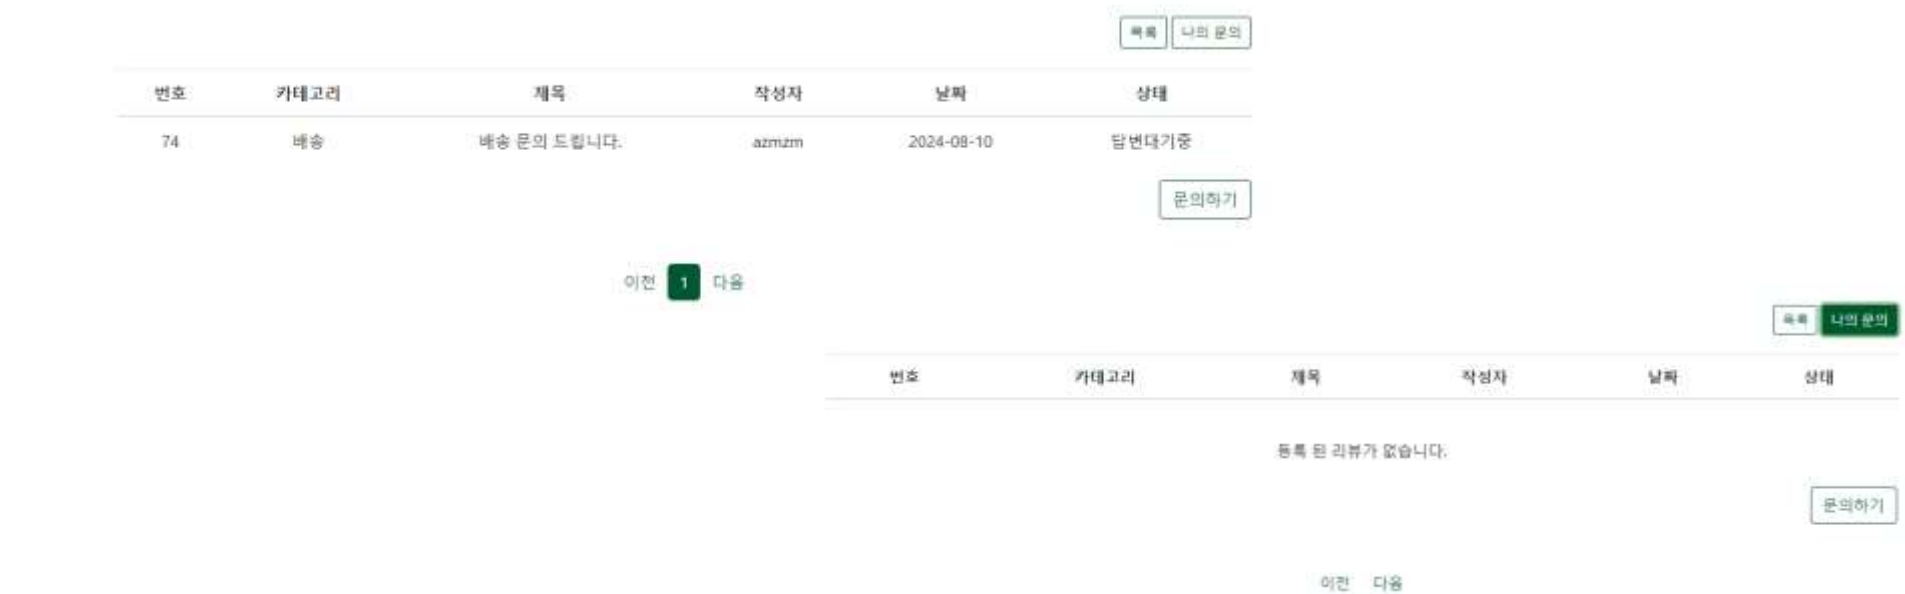 목록 나의 문의
번호 카테고리 제목 작성자 날짜 상태
74 배송 배송 문의 드립니다. azmzm 2024-08-10 답변대기중
문의하기
이전 1 다음
목록 나의 문의
번호 카테고리 제목 작성자 날짜 상태
등록 된 리뷰가 없습니다.
문의하기
이전 다음